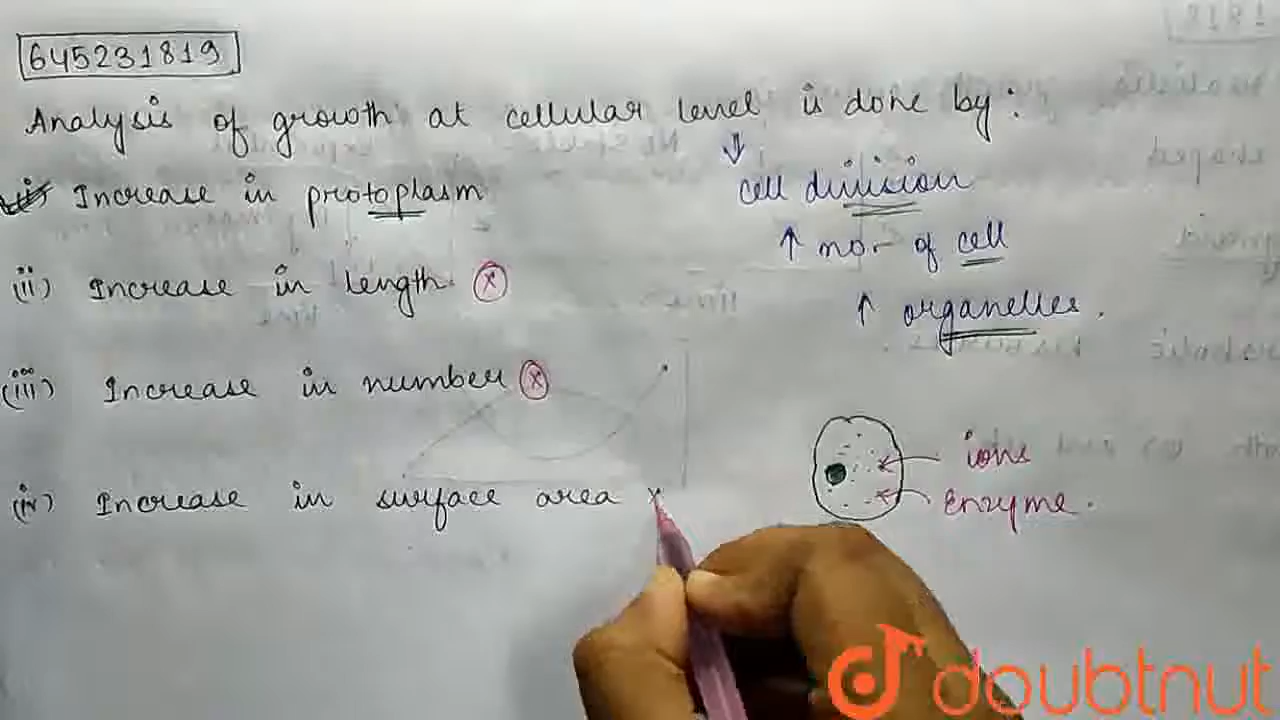 645231819
Analysis of growth at cellular level is done by:
(i) Increase in protoplasm
cell division
↑ no. of cell
(ii) Increase in length (x)
↑ organelles.
(iii) Increase in number (x)
ions
(iv) Increase in surface area x
Enzyme.
doubtnut